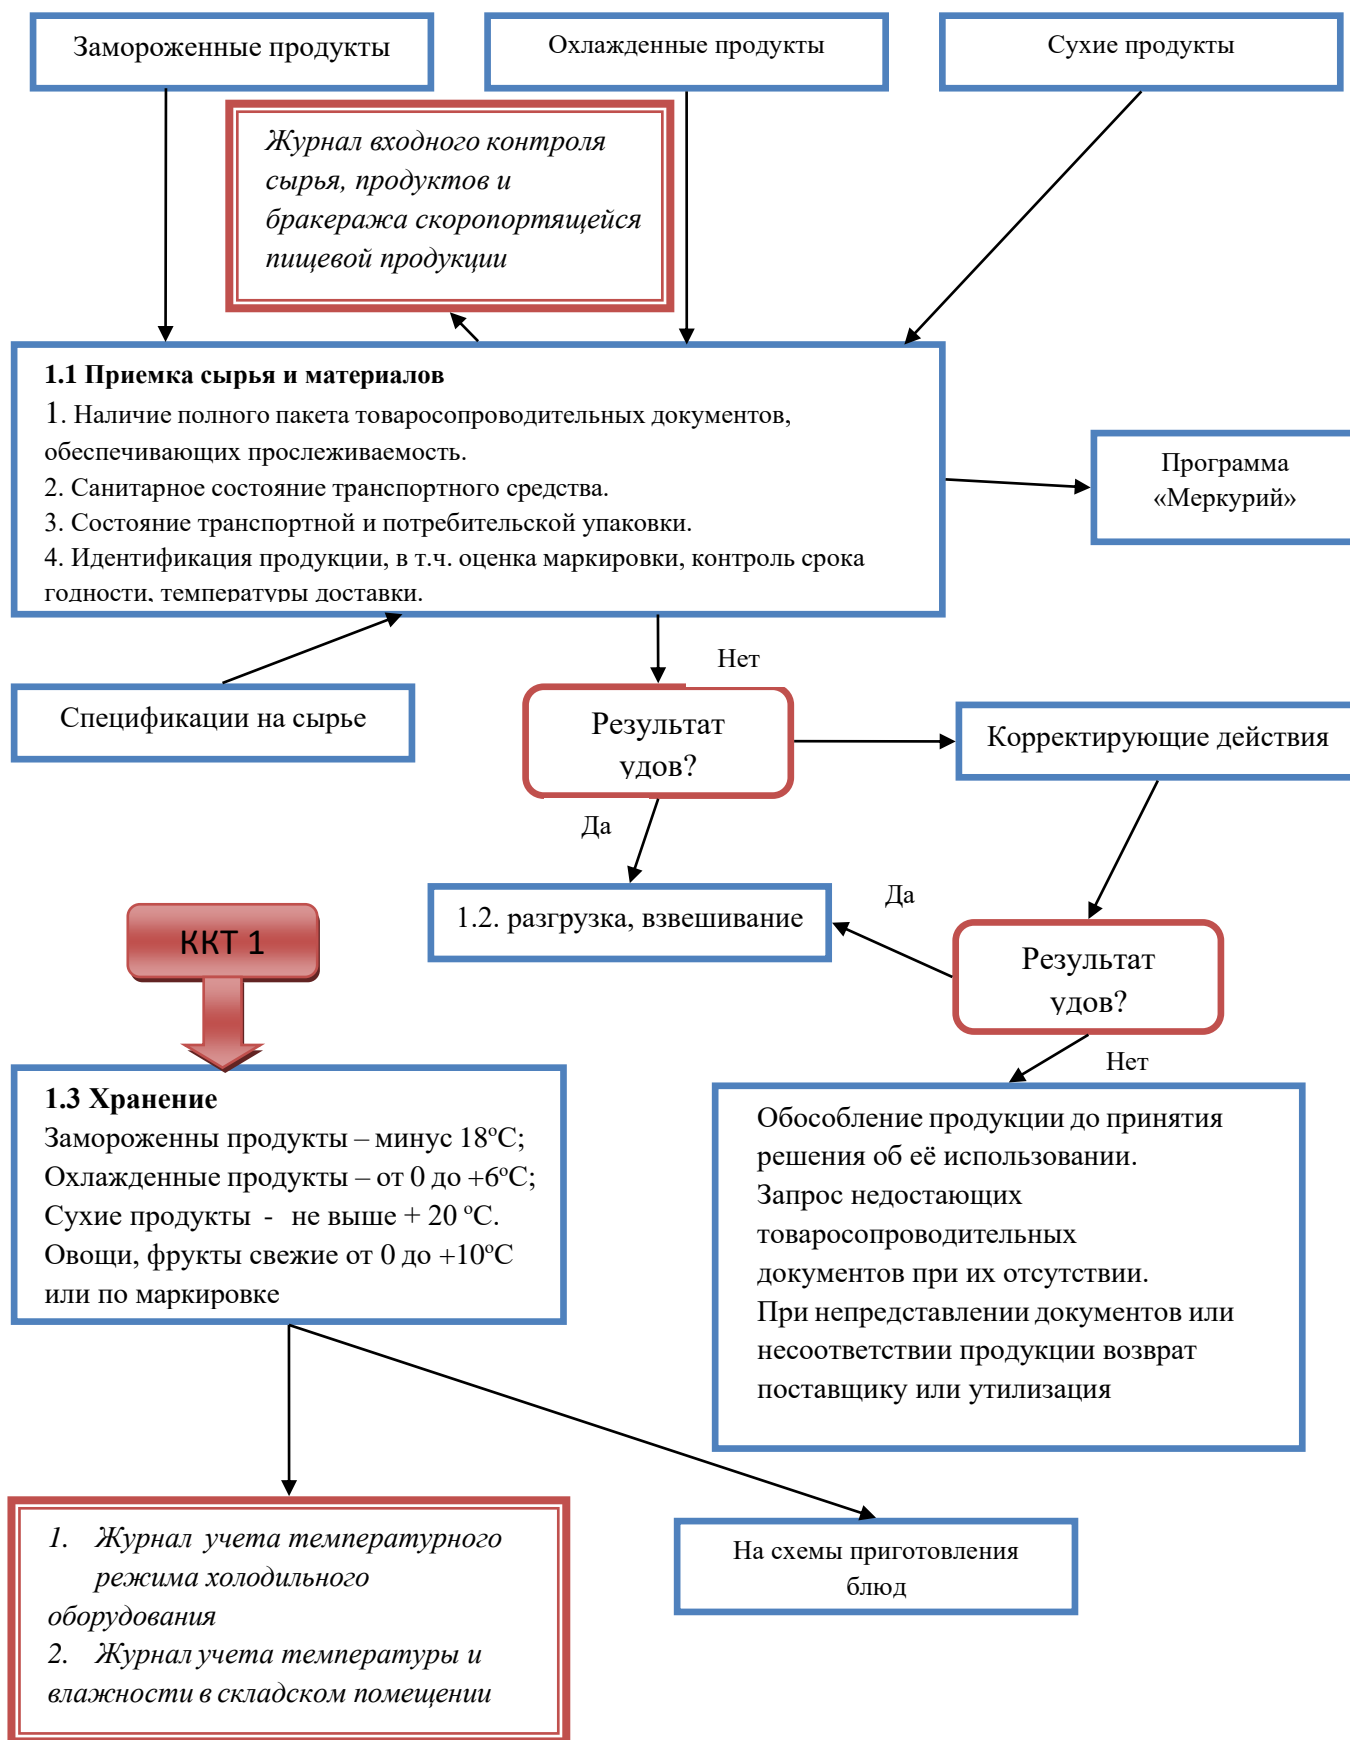 Замороженные продукты
Охлажденные продукты
Сухие продукты
Журнал входного контроля
сырья, продуктов и
бракеража скоропортящейся
пищевой продукции
1.1 Приемка сырья и материалов
1. Наличие полного пакета товаросопроводительных документов,
обеспечивающих прослеживаемость.
2. Санитарное состояние транспортного средства.
3. Состояние транспортной и потребительской упаковки.
4. Идентификация продукции, в т.ч. оценка маркировки, контроль срока
годности, температуры доставки.
Программа
«Меркурий»
Нет
Спецификации на сырье
Результат
удов?
Корректирующие действия
Да
1.2. разгрузка, взвешивание
Да
ККТ 1
Результат
удов?
Нет
1.3 Хранение
Замороженны продукты – минус 18ºС;
Охлажденные продукты – от 0 до +6ºС;
Сухие продукты - не выше + 20 ºС.
Овощи, фрукты свежие от 0 до +10ºС
или по маркировке
Обособление продукции до принятия
решения об её использовании.
Запрос недостающих
товаросопроводительных
документов при их отсутствии.
При непредставлении документов или
несоответствии продукции возврат
поставщику или утилизация
1. Журнал учета температурного
режима холодильного
оборудования
2. Журнал учета температуры и
влажности в складском помещении
На схемы приготовления
блюд